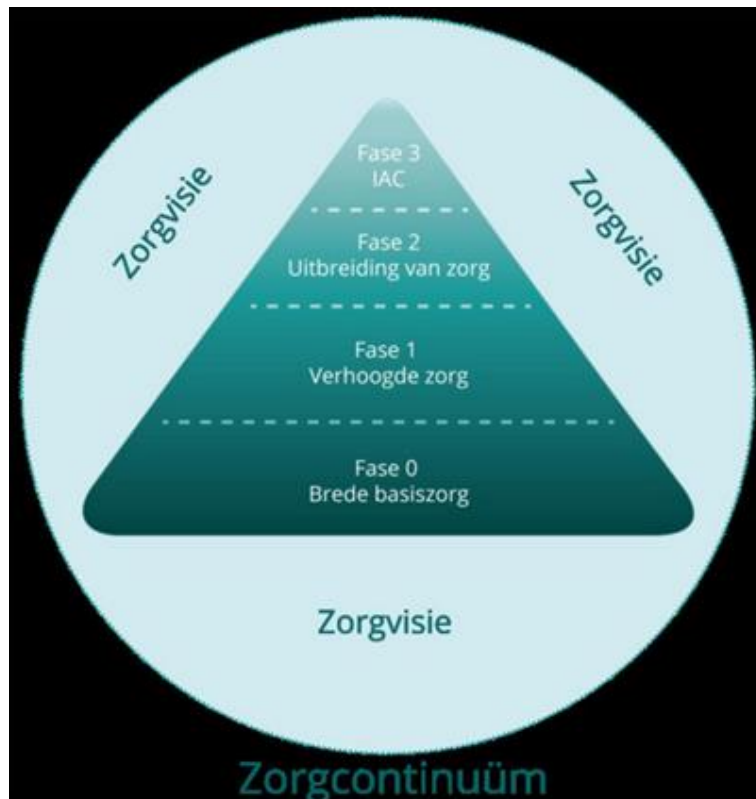 Zorgvisie
Zorgvisie
Fase 3
IAC
Fase 2
Uitbreiding van zorg
Fase 1
Verhoogde zorg
Fase 0
Brede basiszorg
Zorgvisie
Zorgcontinuüm